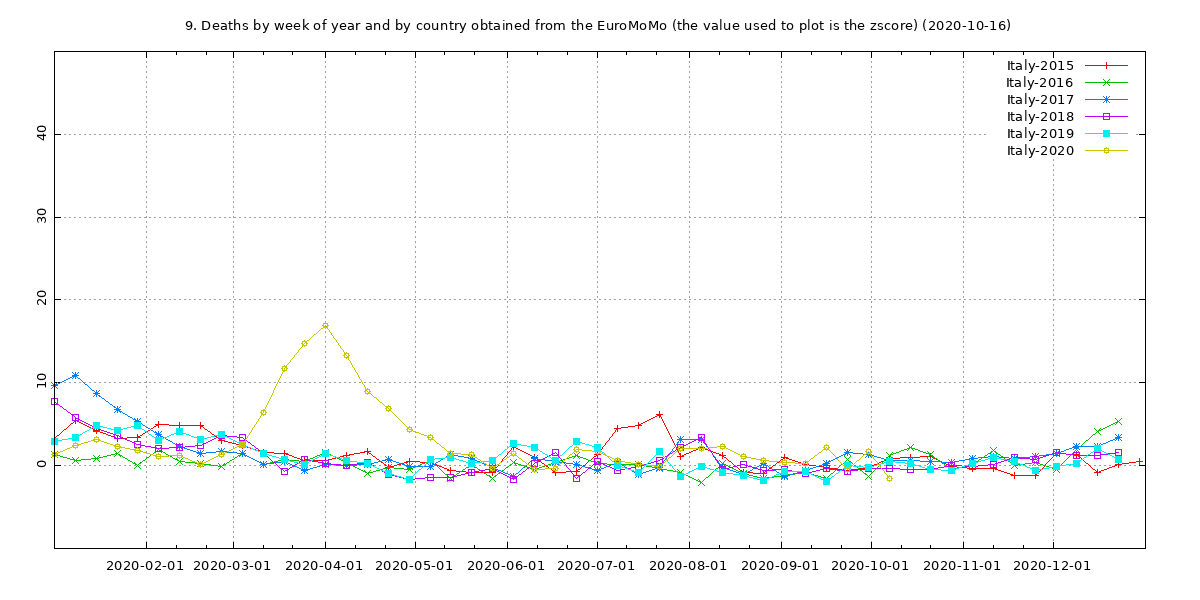 9. Deaths by week of year and by country obtained from the EuroMoMo (the value used to plot is the zscore) (2020-10-16)
Italy-2015
Italy-2016
Italy-2017
Italy-2018
Italy-2019
Italy-2020
40
30
20
10
0
2020-02-01 2020-03-01 2020-04-01 2020-05-01 2020-06-01 2020-07-01 2020-08-01 2020-09-01 2020-10-01 2020-11-01 2020-12-01